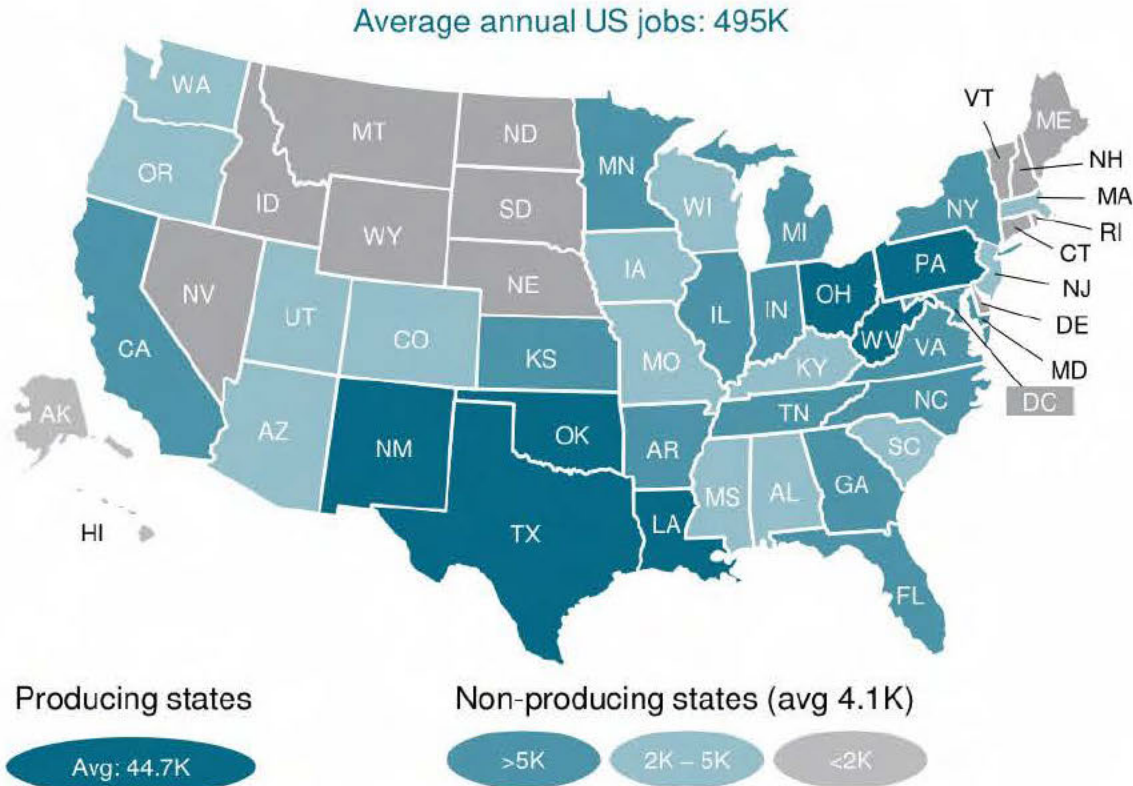 Average annual US jobs: 495K
WA
MT
ND
MN
VT
ME
OR
ID
SD
WI
NY
NH
MA
WY
MI
RI
CT
NV
NE
IA
PA
NJ
UT
CO
IL
IN
OH
DE
CA
KS
MO
WV
VA
MD
KY
DC
AK
AZ
NM
OK
AR
TN
NC
SC
MS
AL
GA
HI
TX
LA
FL
Producing states
Non-producing states (avg 4.1K)
Avg: 44.7K
>5K
2K – 5K
<2K